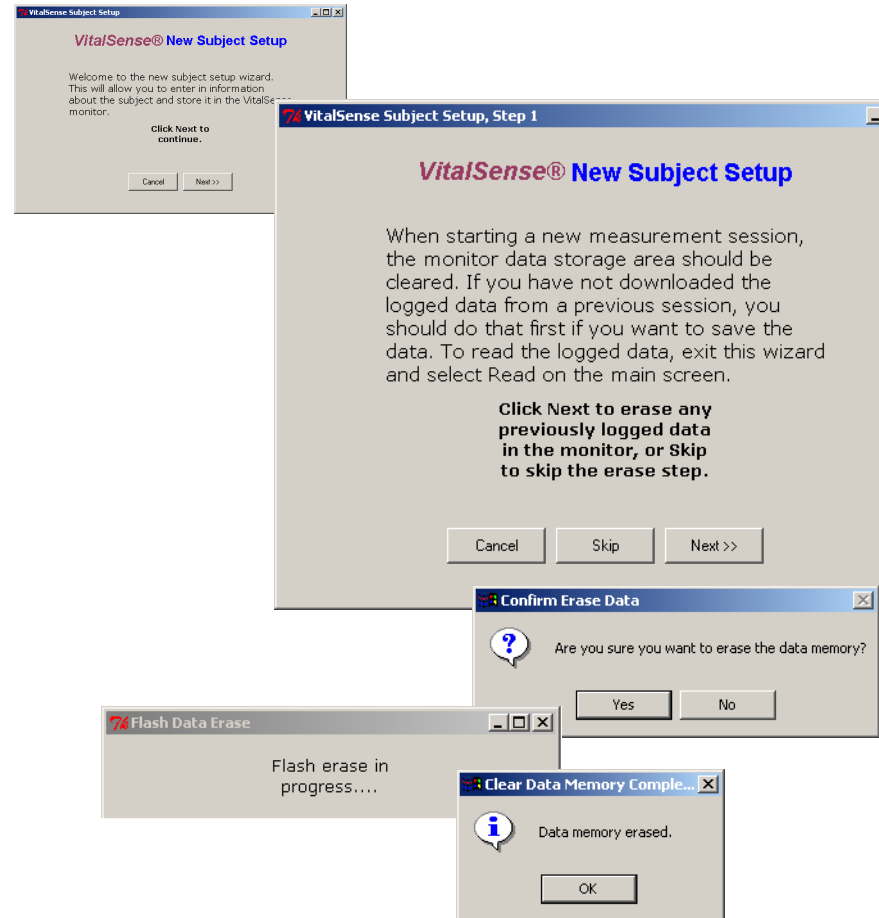 VitalSense Subject Setup
VitalSense® New Subject Setup
Welcome to the new subject setup wizard.
This will allow you to enter in information
about the subject and store it in the VitalSense
monitor.
Click Next to
continue.
Cancel Next >>
VitalSense Subject Setup, Step 1
VitalSense® New Subject Setup
When starting a new measurement session,
the monitor data storage area should be
cleared. If you have not downloaded the
logged data from a previous session, you
should do that first if you want to save the
data. To read the logged data, exit this wizard
and select Read on the main screen.
Click Next to erase any
previously logged data
in the monitor, or Skip
to skip the erase step.
Cancel Skip Next >>
Confirm Erase Data
Are you sure you want to erase the data memory?
Yes No
Flash Data Erase
Flash erase in
progress....
Clear Data Memory Comple...
Data memory erased.
OK